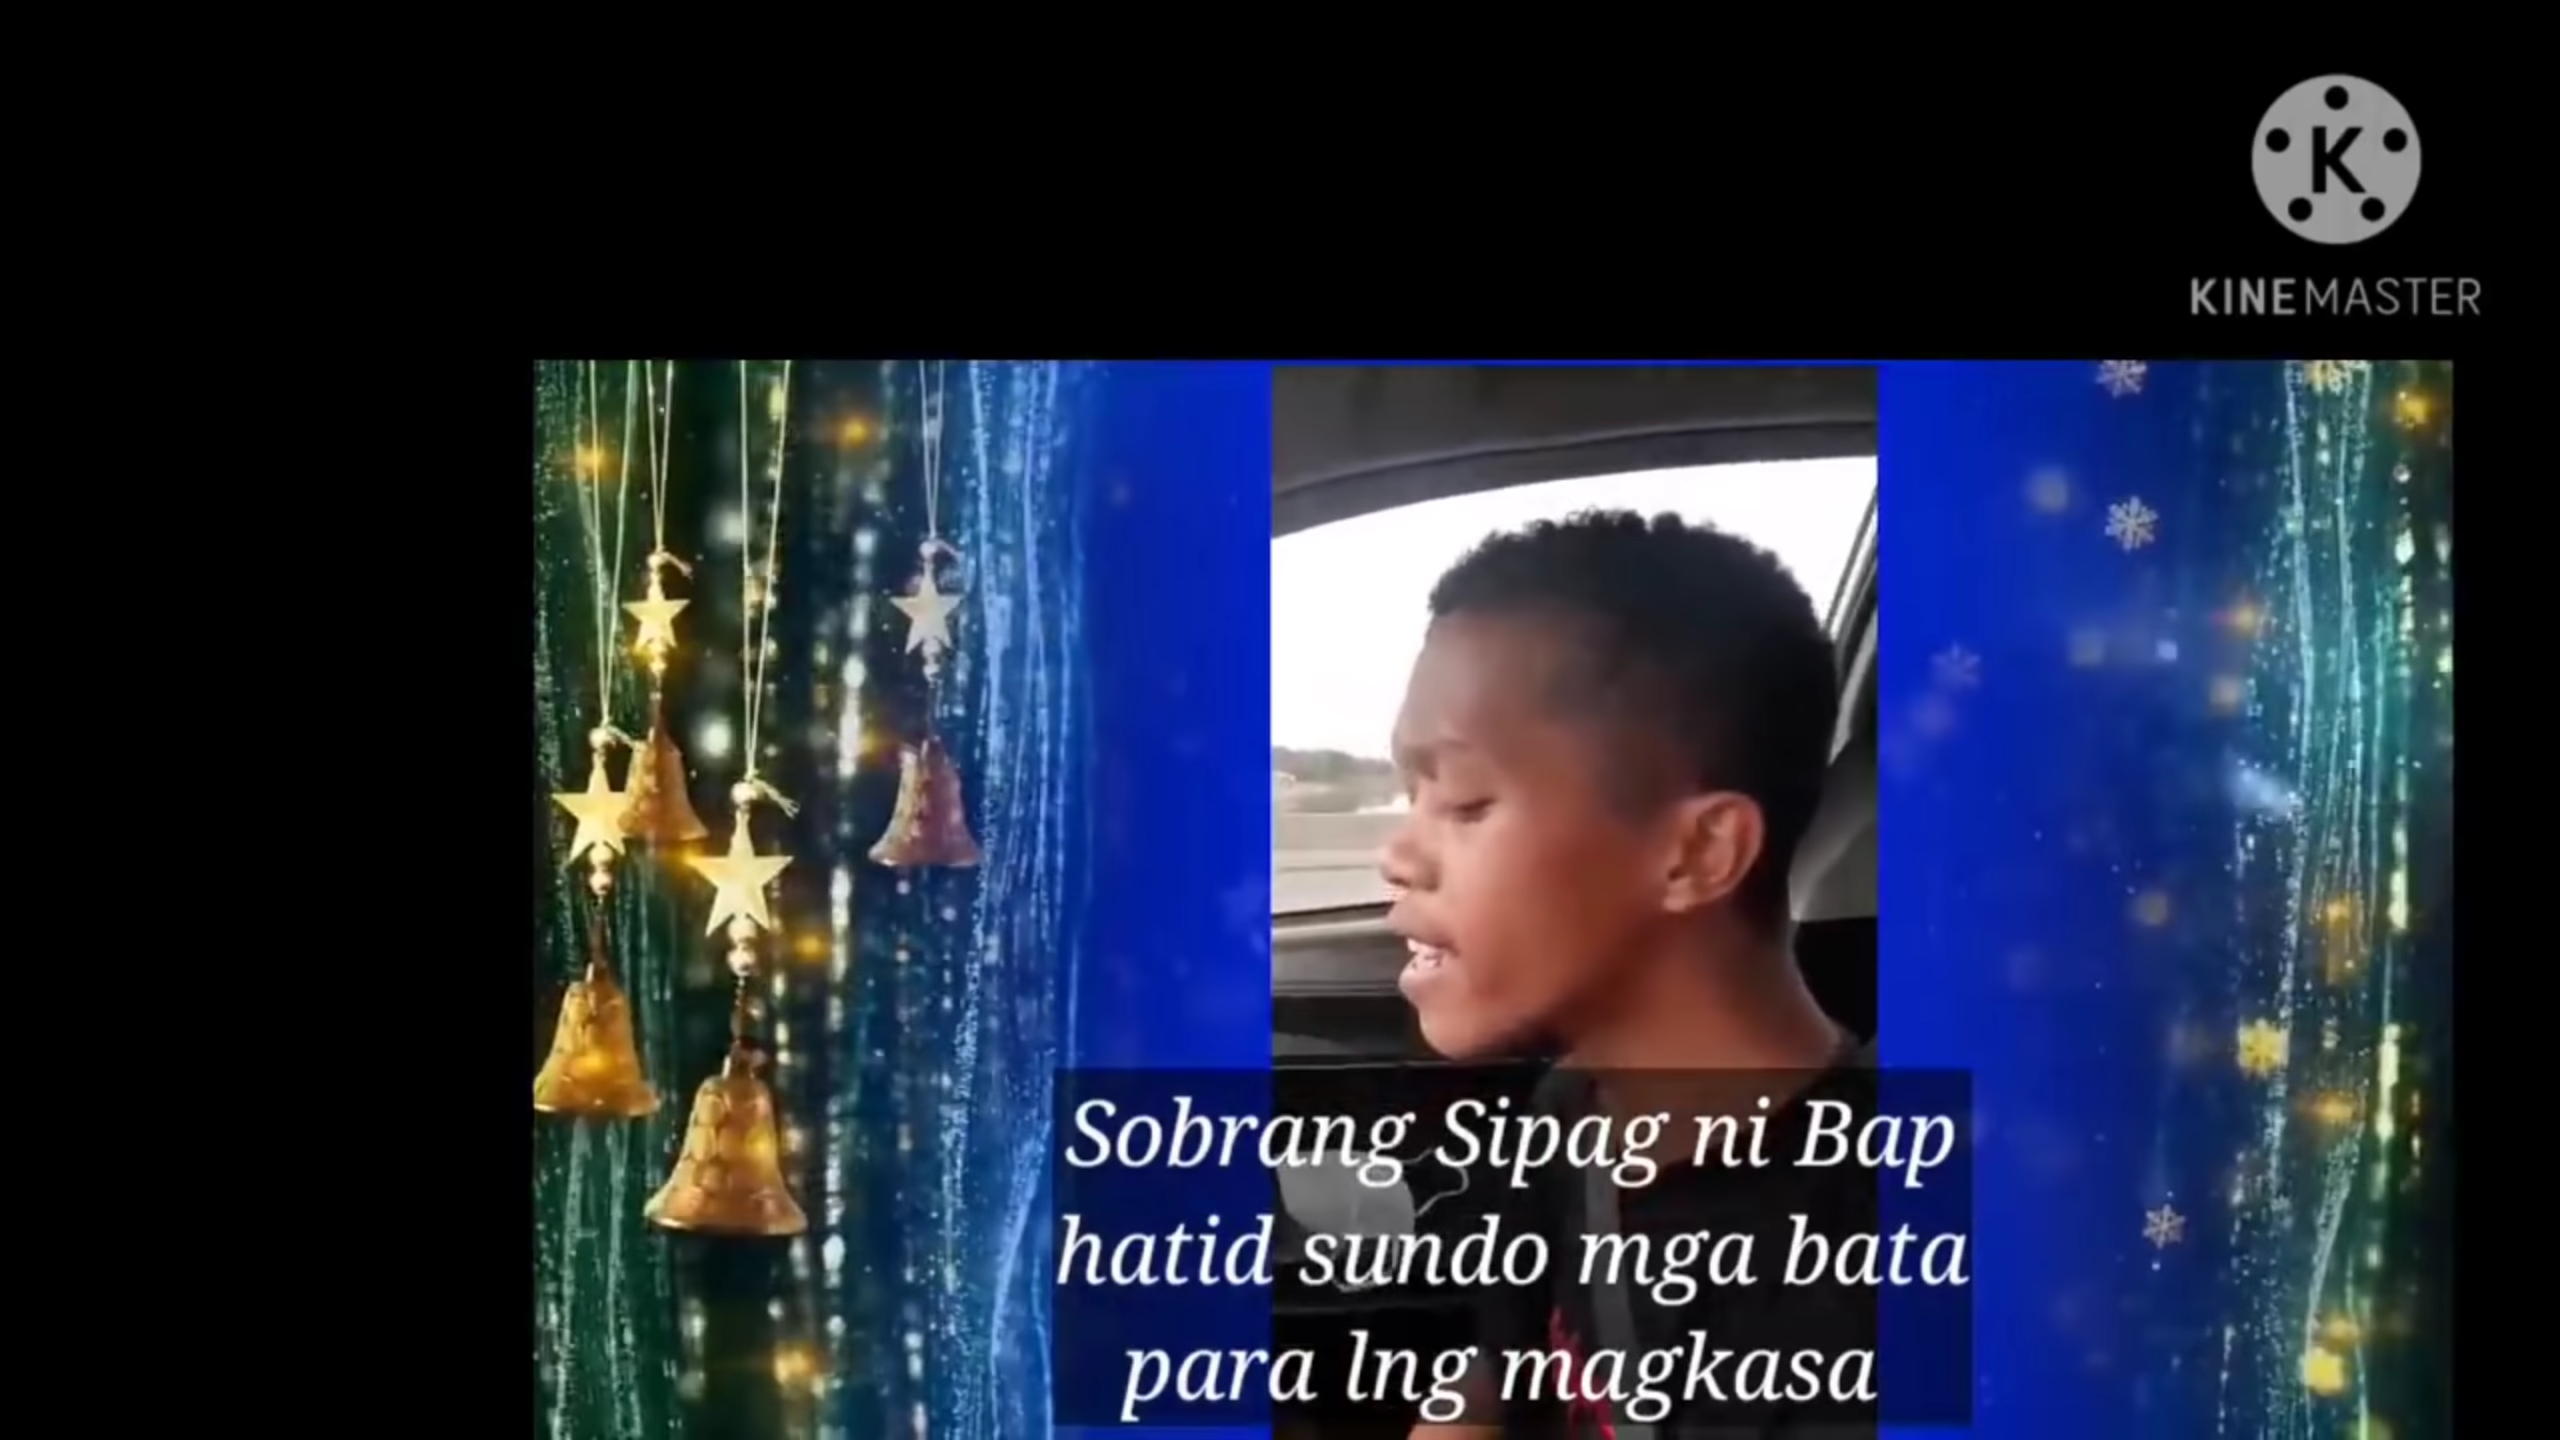 K
KINEMASTER
Sobrang Sipag ni Bap
hatid sundo mga bata
para lng magkasa